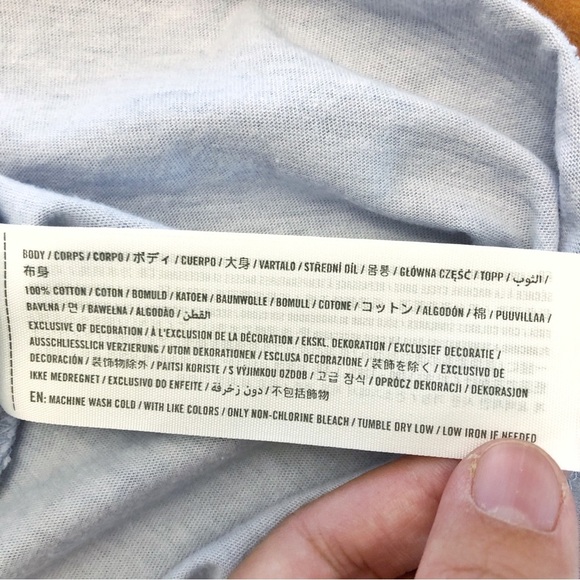 BODY / CORPS / CORPO / ボディ / CUERPO / 大身 / VARTALO / STŘEDNÍ DÍL / 몸통 / GŁÓWNA CZĘŚĆ / TOPP / الثوب /
布身
100% COTTON / COTON / BOMULD / KATOEN / BAUMWOLLE / BOMULL / COTONE / コットン / ALGODÓN / 棉 / PUUVILLAA /
BAVLNA / 면 / BAWEŁNA / ALGODÃO / القطن
EXCLUSIVE OF DECORATION / À L'EXCLUSION DE LA DÉCORATION / EKSKL. DEKORATION / EXCLUSIEF DECORATIE /
AUSSCHLIESSLICH VERZIERUNG / UTOM DEKORATIONEN / ESCLUSA DECORAZIONE / 装飾を除く / EXCLUSIVO DE
DECORACIÓN / 装饰物除外 / PAITSI KORISTE / S VÝJIMKOU OZDOB / 고급 장식 / OPRÓCZ DEKORACJI / DEKORASJON
IKKE MEDREGNET / EXCLUSIVO DO ENFEITE / دون زخرفة / 不包括飾物
EN: MACHINE WASH COLD / WITH LIKE COLORS / ONLY NON-CHLORINE BLEACH / TUMBLE DRY LOW / LOW IRON IF NEEDED